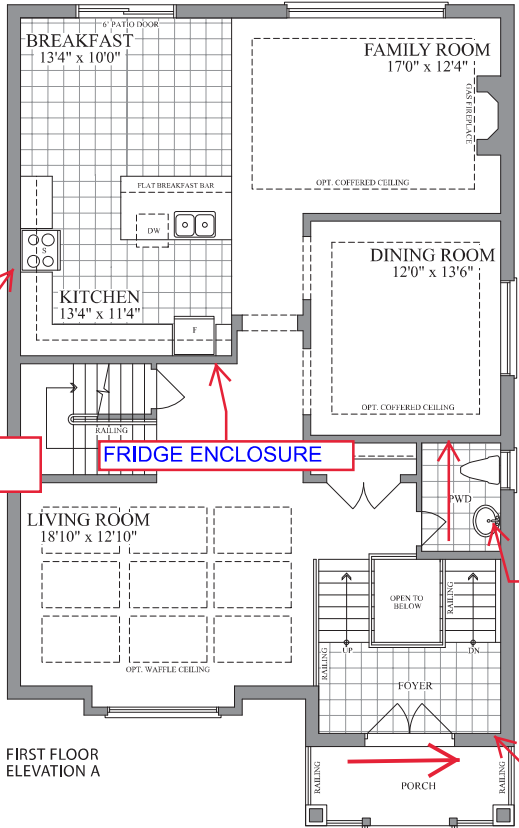 6' PATIO DOOR
BREAKFAST
13'4" x 10'0"
FAMILY ROOM
17'0" x 12'4"
GAS FIREPLACE
OPT. COFFERED CEILING
FLAT BREAKFAST BAR
DW
S
DINING ROOM
12'0" x 13'6"
KITCHEN
13'4" x 11'4"
F
OPT. COFFERED CEILING
RAILING
FRIDGE ENCLOSURE
PWD
LIVING ROOM
18'10" x 12'10"
OPEN TO
BELOW
RAILING
RAILING
UP
DN
OPT. WAFFLE CEILING
FOYER
FIRST FLOOR
ELEVATION A
RAILING
PORCH
RAILING